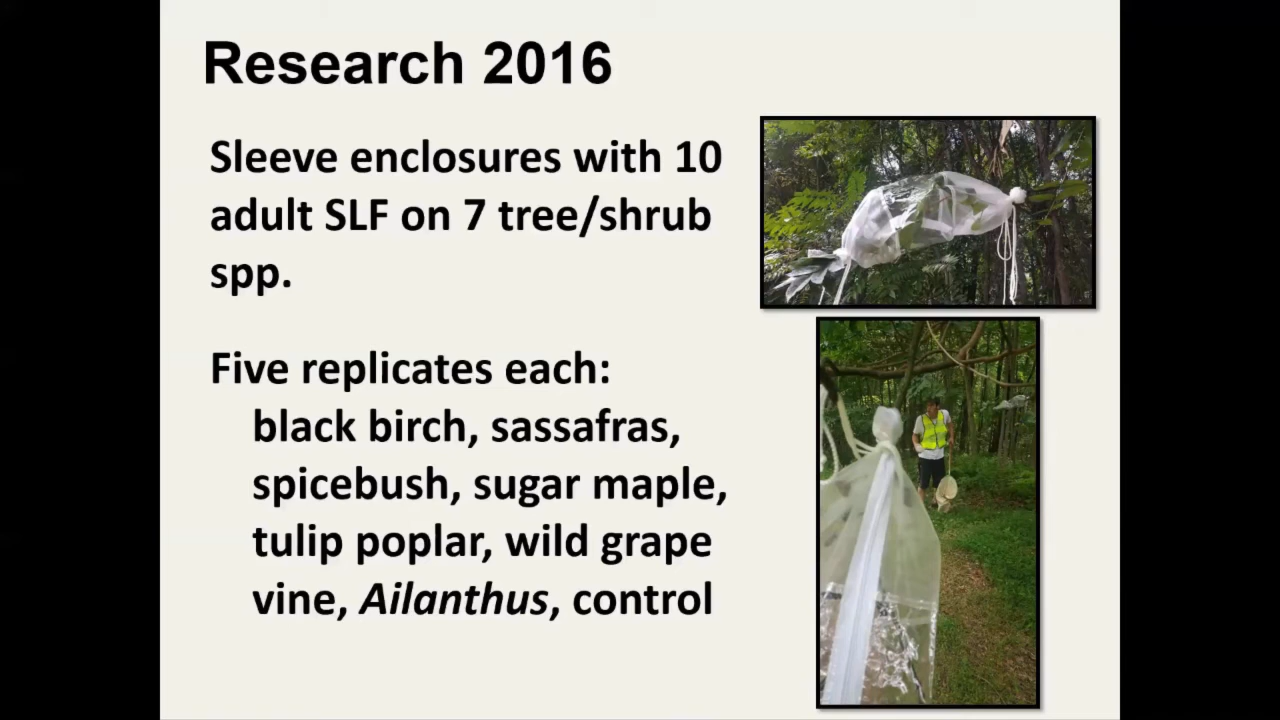 Research 2016
Sleeve enclosures with 10
adult SLF on 7 tree/shrub
spp.
Five replicates each:
black birch, sassafras,
spicebush, sugar maple,
tulip poplar, wild grape
vine, Ailanthus, control